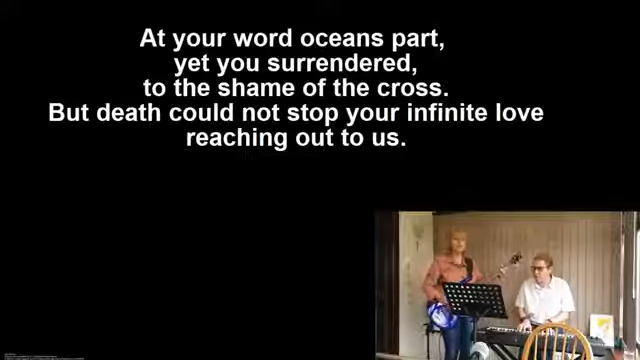 At your word oceans part,
yet you surrendered,
to the shame of the cross.
But death could not stop your infinite love
reaching out to us.